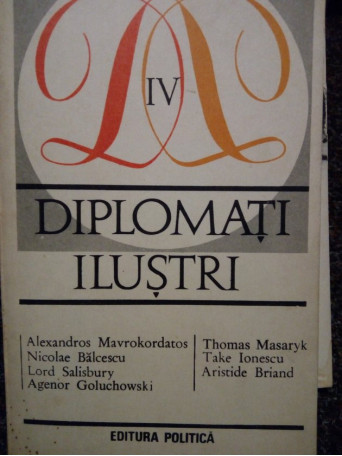 IV
DIPLOMAȚI
ILUȘTRI
Alexandros Mavrokordatos
Nicolae Bălcescu
Lord Salisbury
Agenor Goluchowski
Thomas Masaryk
Take Ionescu
Aristide Briand
EDITURA POLITICĂ